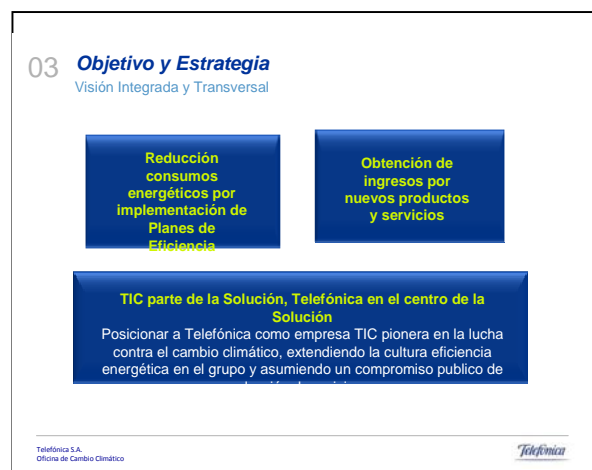 03 Objetivo y Estrategia
Visión Integrada y Transversal
Reducción
consumos
energéticos por
implementación de
Planes de
Eficiencia
Obtención de
ingresos por
nuevos productos
y servicios
TIC parte de la Solución, Telefónica en el centro de la
Solución
Posicionar a Telefónica como empresa TIC pionera en la lucha
contra el cambio climático, extendiendo la cultura eficiencia
energética en el grupo y asumiendo un compromiso publico de
Telefónica S.A.
Oficina de Cambio Climático
Telefónica